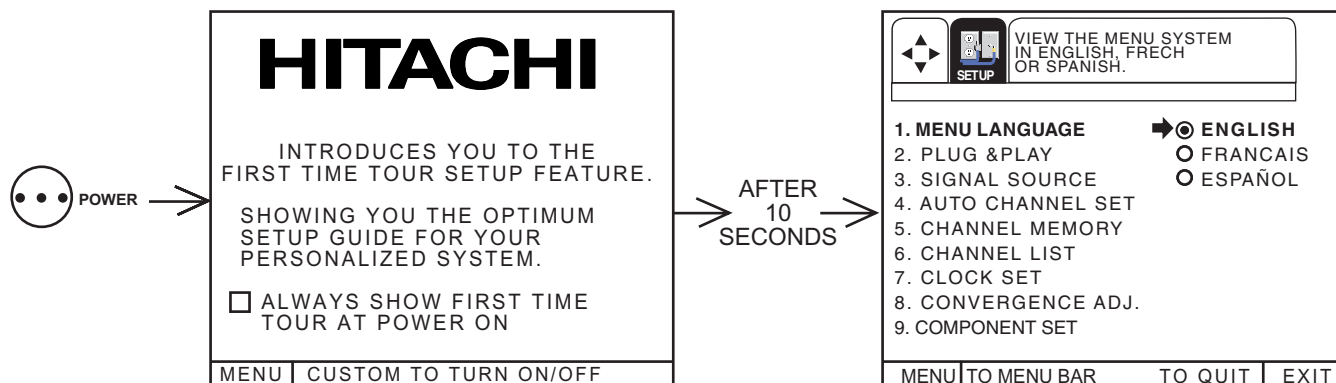 POWER
HITACHI
INTRODUCES YOU TO THE
FIRST TIME TOUR SETUP FEATURE.
SHOWING YOU THE OPTIMUM
SETUP GUIDE FOR YOUR
PERSONALIZED SYSTEM.
ALWAYS SHOW FIRST TIME
TOUR AT POWER ON
MENU CUSTOM TO TURN ON/OFF
AFTER
10
SECONDS
SETUP
VIEW THE MENU SYSTEM
IN ENGLISH, FRECH
OR SPANISH.
1. MENU LANGUAGE ENGLISH
2. PLUG &PLAY FRANCAIS
3. SIGNAL SOURCE ESPAÑOL
4. AUTO CHANNEL SET
5. CHANNEL MEMORY
6. CHANNEL LIST
7. CLOCK SET
8. CONVERGENCE ADJ.
9. COMPONENT SET
MENU TO MENU BAR TO QUIT EXIT